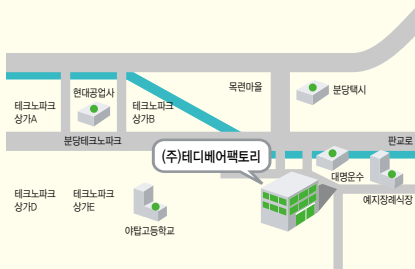 목련마을
분당택시
현대공업사
테크노파크
상가A
테크노파크
상가B
분당테크노파크
판교로
(주)테디베어팩토리
대명운수
테크노파크
상가D
테크노파크
상가E
예지장례식장
야탑고등학교